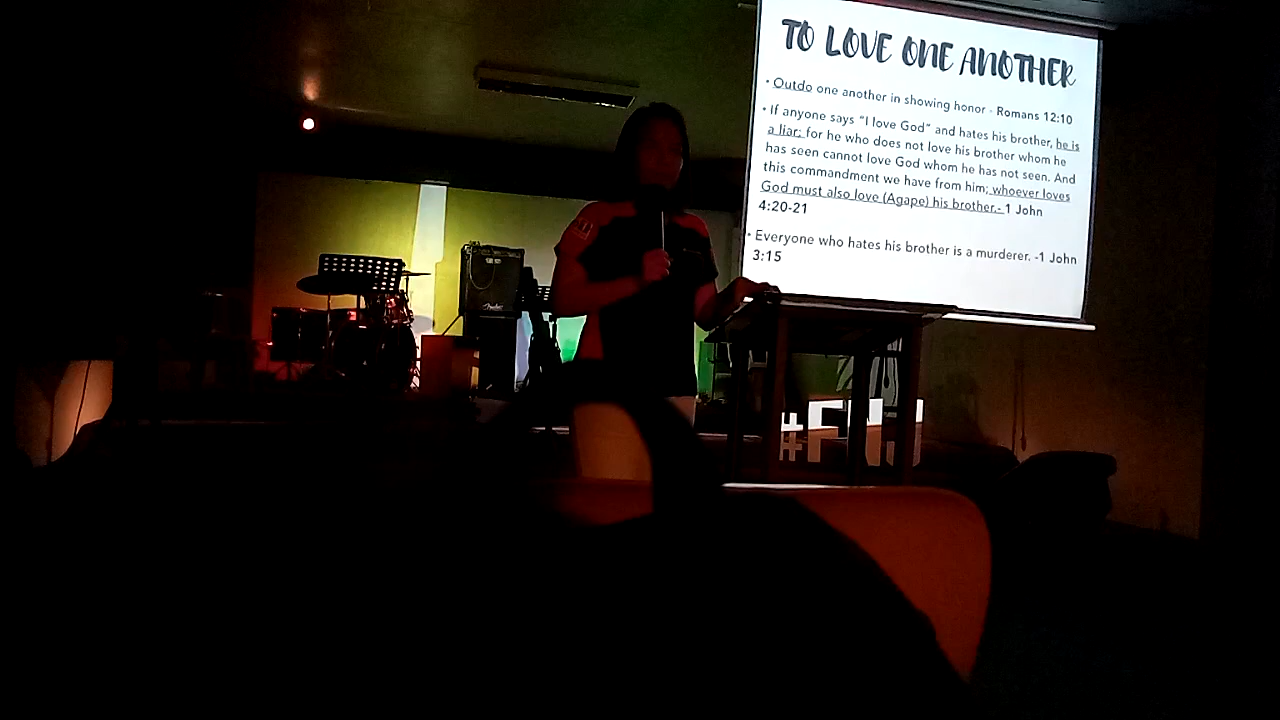 TO LOVE ONE ANOTHER
• Outdo one another in showing honor - Romans 12:10
• If anyone says "I love God" and hates his brother, he is
a liar; for he who does not love his brother whom he
has seen cannot love God whom he has not seen. And
this commandment we have from him; whoever loves
God must also love (Agape) his brother.- 1 John
4:20-21
• Everyone who hates his brother is a murderer. -1 John
3:15
Fender